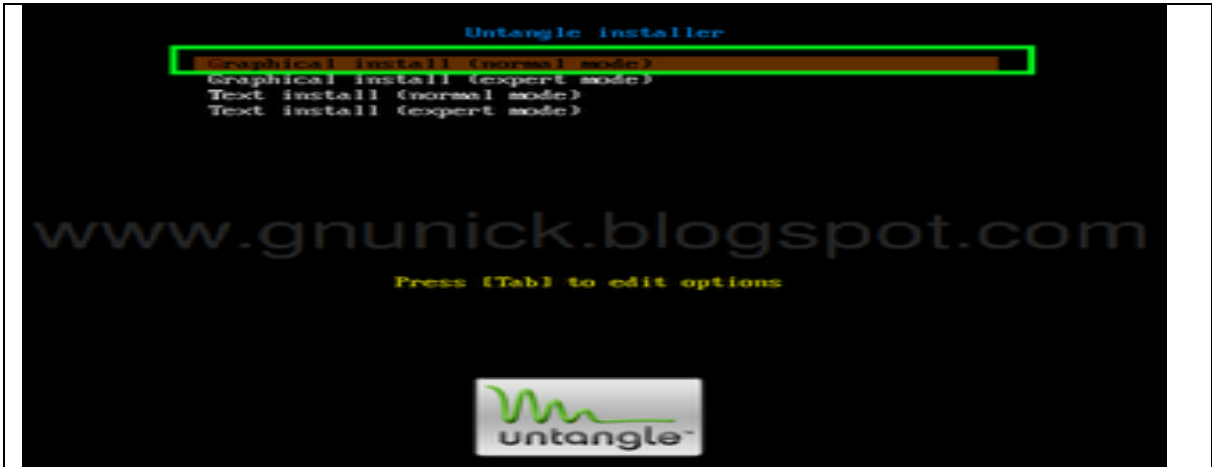 Untangle installer
Graphical install (normal mode)
Graphical install (expert mode)
Text install (normal mode)
Text install (expert mode)
www.gnunick.blogspot.com
Press [Tab] to edit options
untangle™